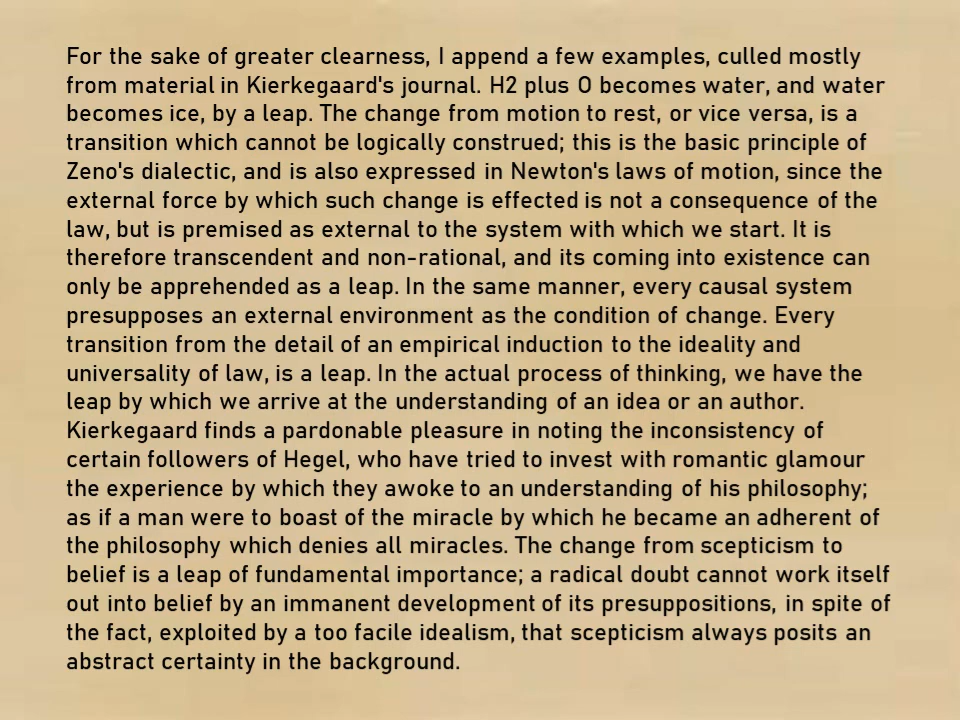 For the sake of greater clearness, I append a few examples, culled mostly
from material in Kierkegaard's journal. H2 plus O becomes water, and water
becomes ice, by a leap. The change from motion to rest, or vice versa, is a
transition which cannot be logically construed; this is the basic principle of
Zeno's dialectic, and is also expressed in Newton's laws of motion, since the
external force by which such change is effected is not a consequence of the
law, but is premised as external to the system with which we start. It is
therefore transcendent and non-rational, and its coming into existence can
only be apprehended as a leap. In the same manner, every causal system
presupposes an external environment as the condition of change. Every
transition from the detail of an empirical induction to the ideality and
universality of law, is a leap. In the actual process of thinking, we have the
leap by which we arrive at the understanding of an idea or an author.
Kierkegaard finds a pardonable pleasure in noting the inconsistency of
certain followers of Hegel, who have tried to invest with romantic glamour
the experience by which they awoke to an understanding of his philosophy;
as if a man were to boast of the miracle by which he became an adherent of
the philosophy which denies all miracles. The change from scepticism to
belief is a leap of fundamental importance; a radical doubt cannot work itself
out into belief by an immanent development of its presuppositions, in spite of
the fact, exploited by a too facile idealism, that scepticism always posits an
abstract certainty in the background.